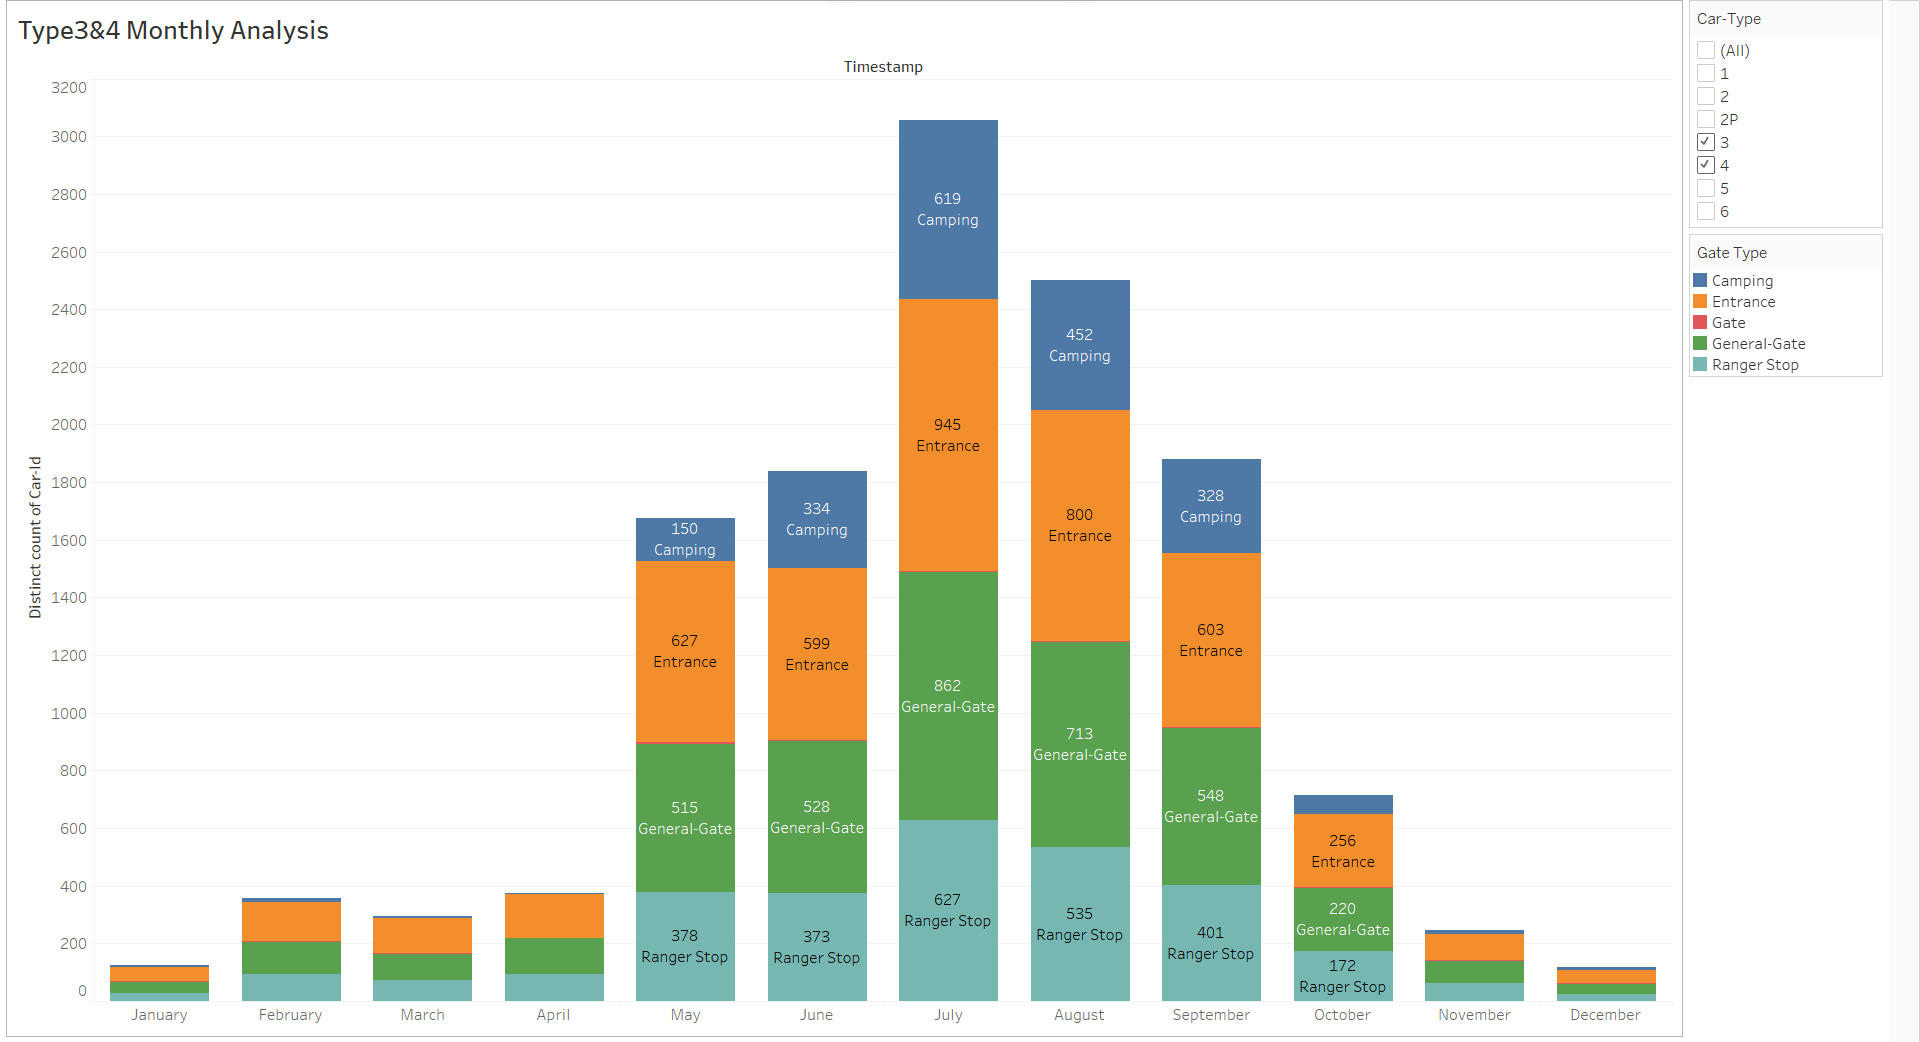 Type3&4 Monthly Analysis
Timestamp
3200
3000
2800
2600
2400
2200
2000
1800
1600
1400
1200
1000
800
600
400
200
0
Distinct count of Car-Id
150
Camping
627
Entrance
515
General-Gate
378
Ranger Stop
334
Camping
599
Entrance
528
General-Gate
373
Ranger Stop
619
Camping
945
Entrance
862
General-Gate
627
Ranger Stop
452
Camping
800
Entrance
713
General-Gate
535
Ranger Stop
328
Camping
603
Entrance
548
General-Gate
401
Ranger Stop
256
Entrance
220
General-Gate
172
Ranger Stop
January February March April May June July August September October November December
Car-Type
(All)
1
2
2P
3
4
5
6
Gate Type
Camping
Entrance
Gate
General-Gate
Ranger Stop